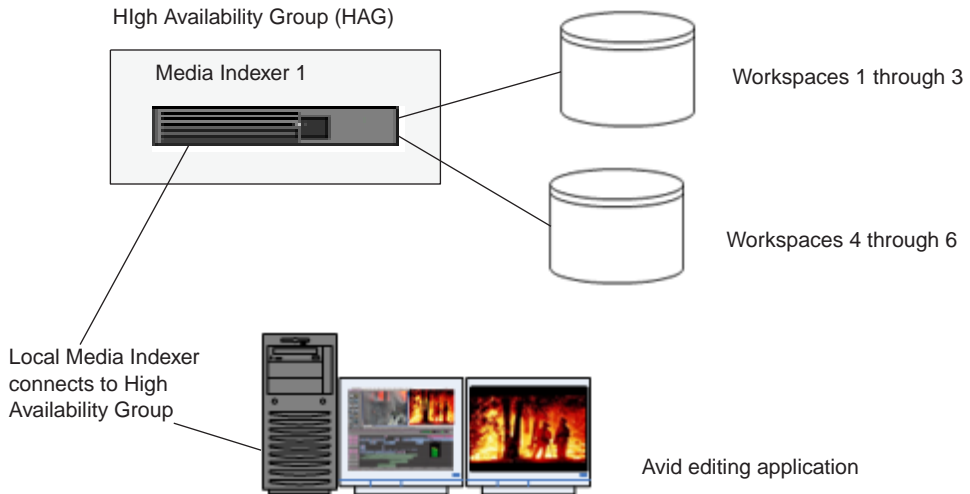 HIgh Availability Group (HAG)
Media Indexer 1
Workspaces 1 through 3
Workspaces 4 through 6
Local Media Indexer
connects to High
Availability Group
Avid editing application